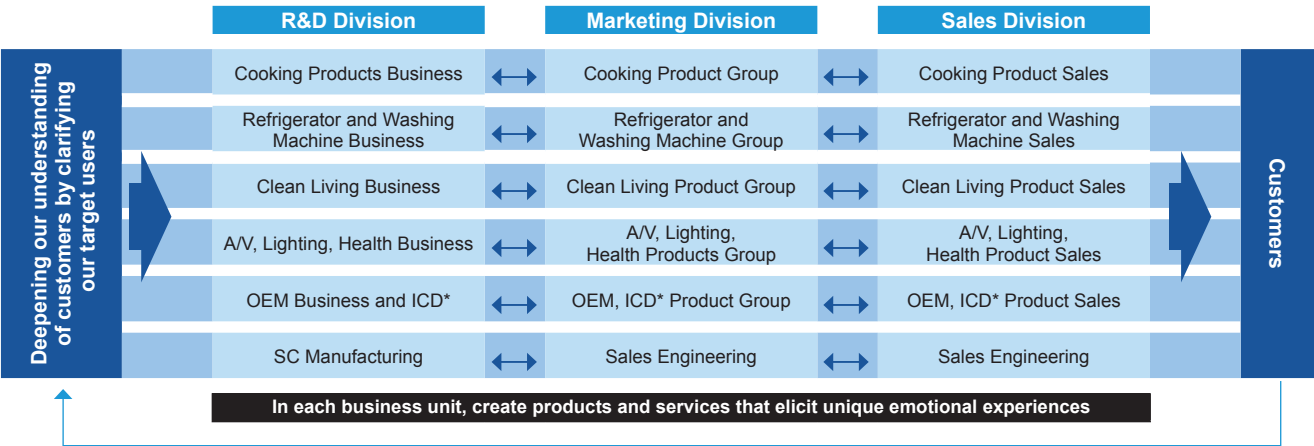 R&D Division
Marketing Division
Sales Division
Deepening our understanding
of customers by clarifying
our target users
Cooking Products Business
Cooking Product Group
Cooking Product Sales
Refrigerator and Washing
Machine Business
Refrigerator and
Washing Machine Group
Refrigerator and Washing
Machine Sales
Clean Living Business
Clean Living Product Group
Clean Living Product Sales
A/V, Lighting, Health Business
A/V, Lighting,
Health Products Group
A/V, Lighting,
Health Product Sales
OEM Business and ICD*
OEM, ICD* Product Group
OEM, ICD* Product Sales
SC Manufacturing
Sales Engineering
Sales Engineering
Customers
In each business unit, create products and services that elicit unique emotional experiences